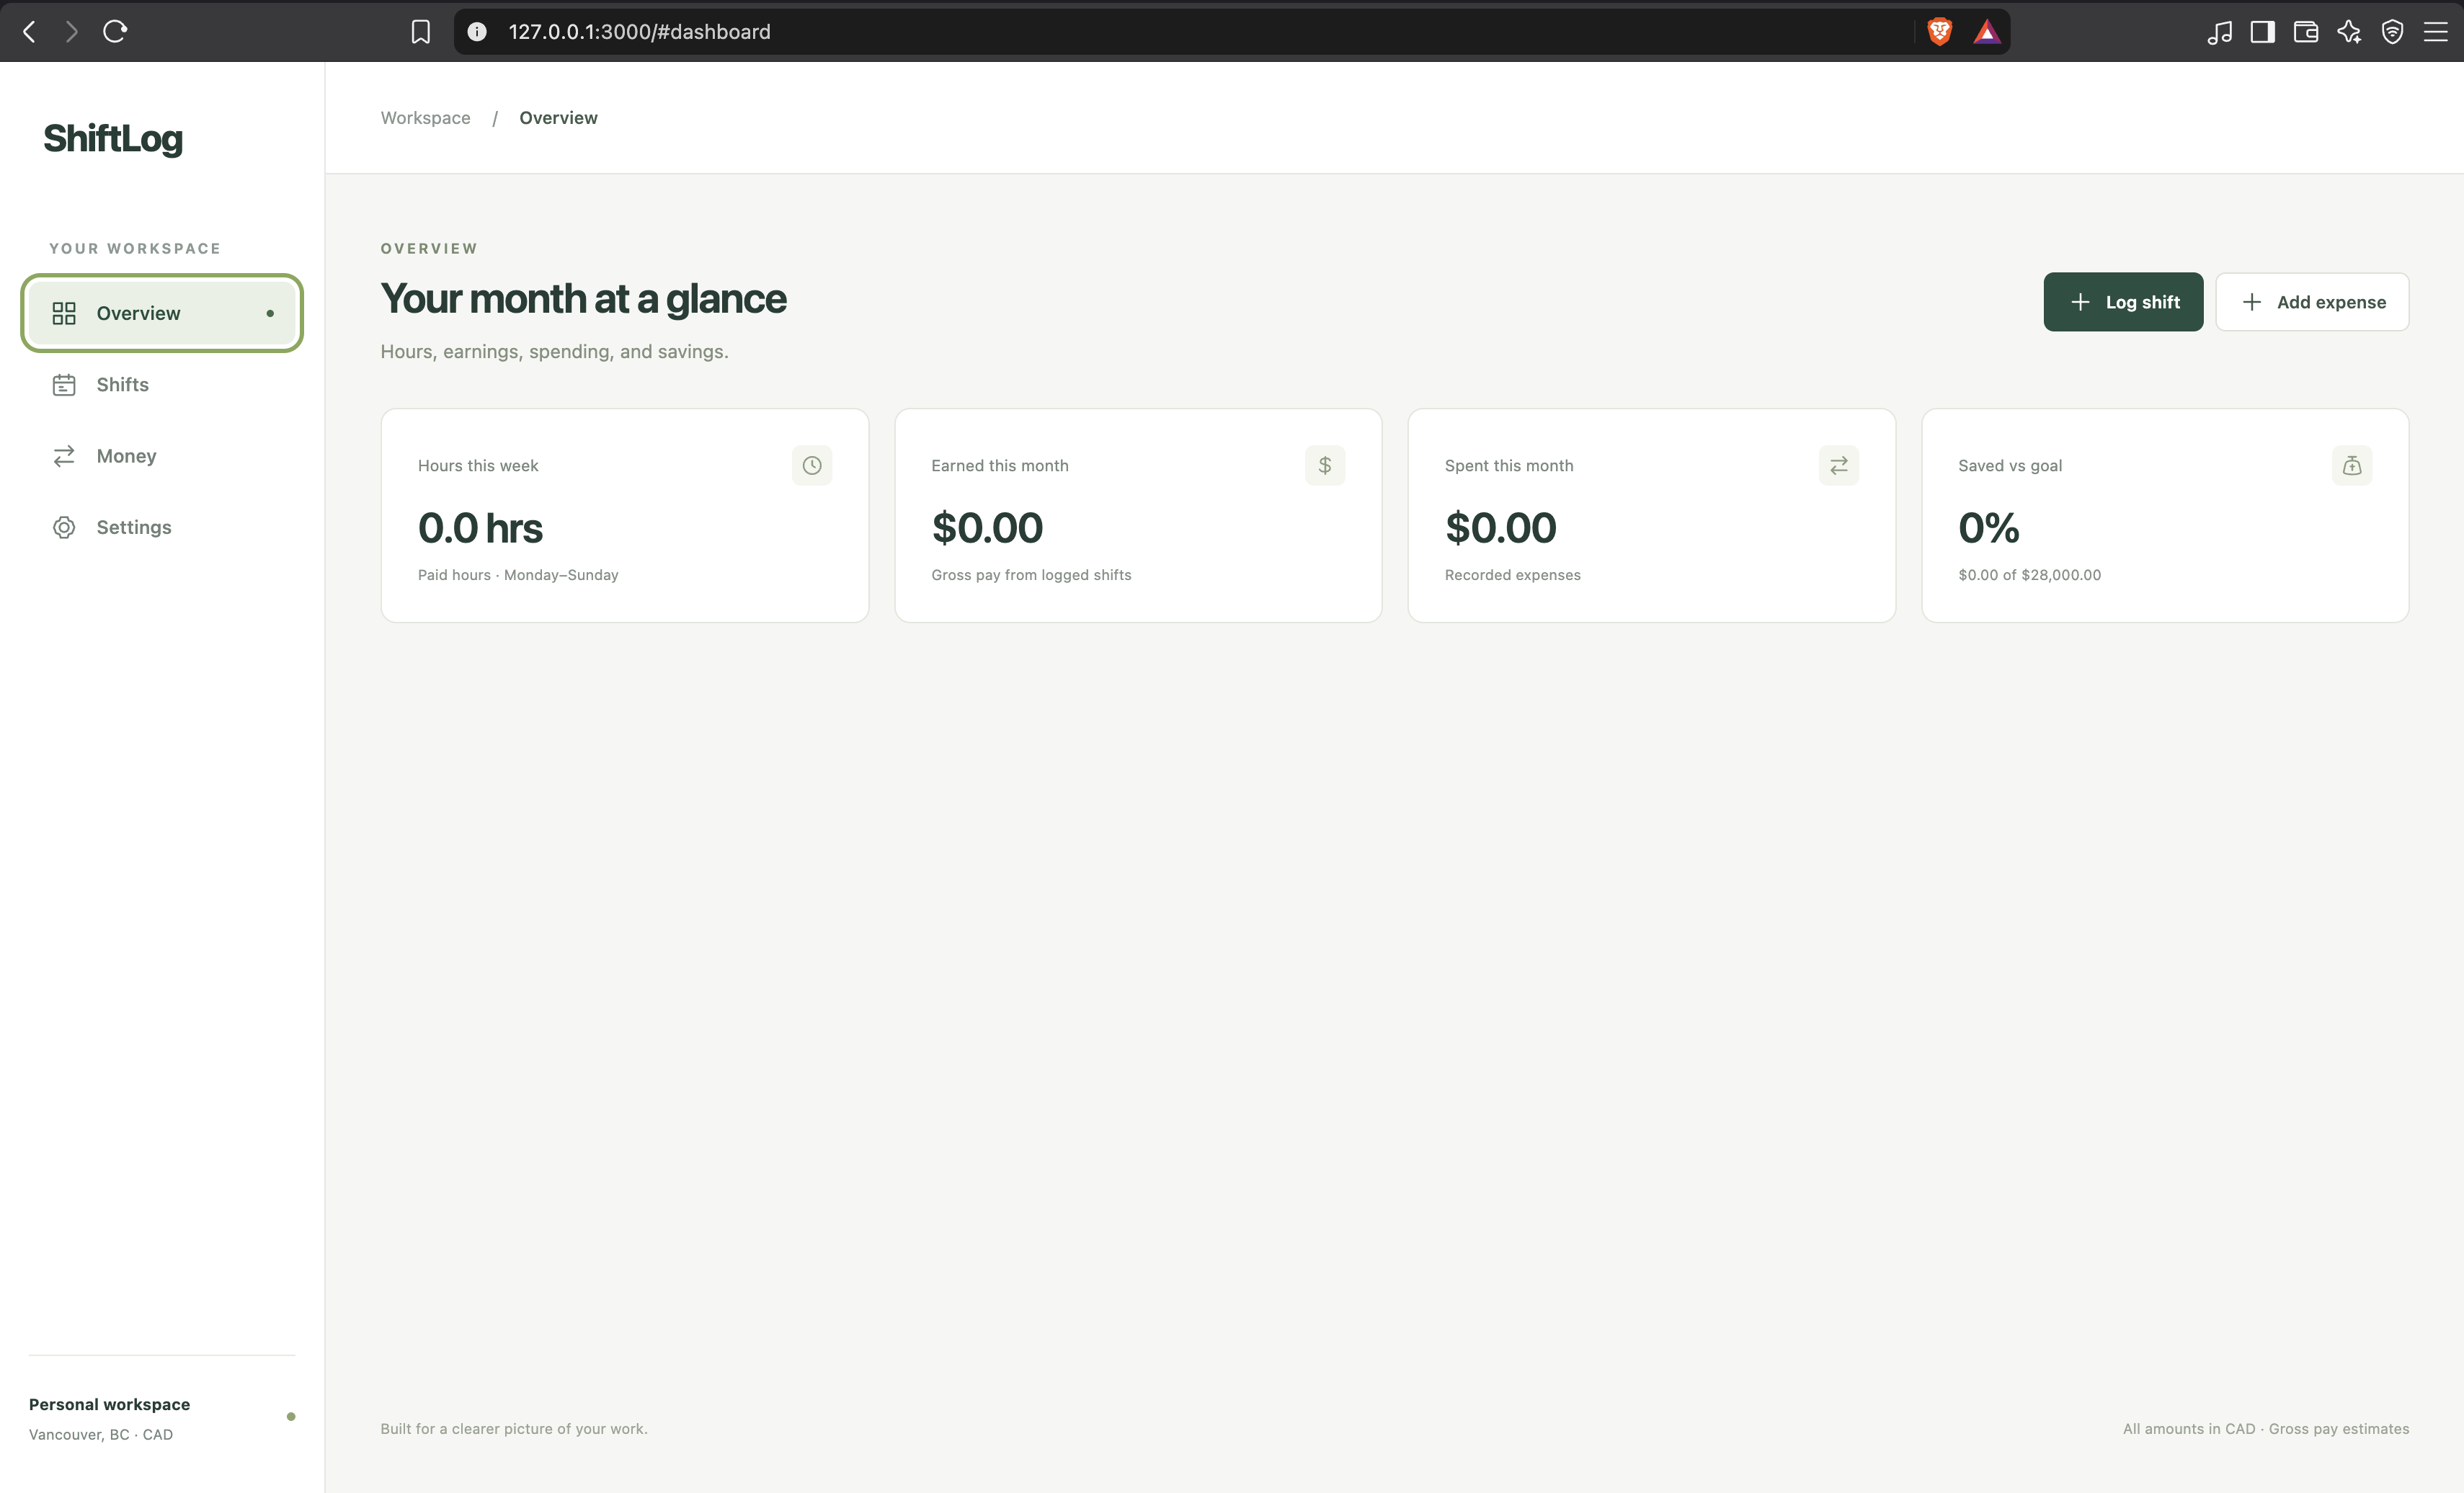 127.0.0.1:3000/#dashboard
ShiftLog
YOUR WORKSPACE
Overview
Shifts
Money
Settings
Personal workspace
Vancouver, BC · CAD
Workspace / Overview
OVERVIEW
Your month at a glance
Hours, earnings, spending, and savings.
Log shift
Add expense
Hours this week
0.0 hrs
Paid hours · Monday–Sunday
Earned this month
$
$0.00
Gross pay from logged shifts
Spent this month
$0.00
Recorded expenses
Saved vs goal
0%
$0.00 of $28,000.00
Built for a clearer picture of your work.
All amounts in CAD · Gross pay estimates